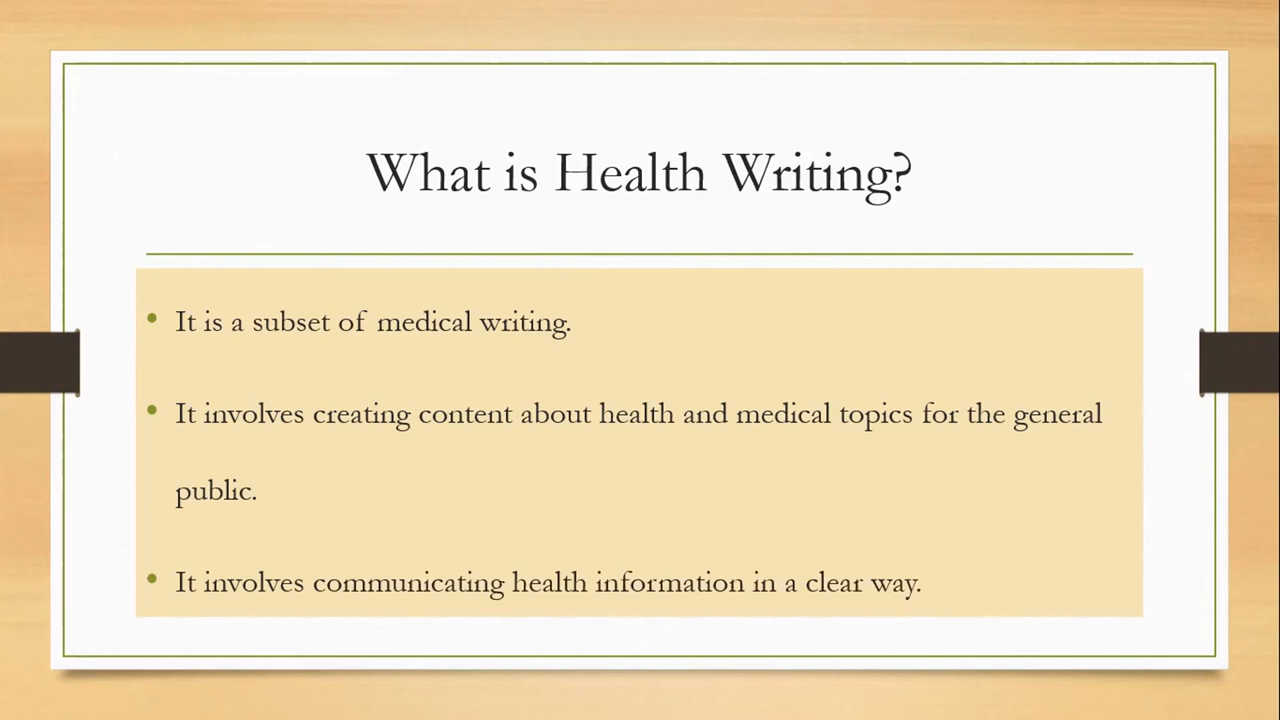 What is Health Writing?
• It is a subset of medical writing.
• It involves creating content about health and medical topics for the general
public.
• It involves communicating health information in a clear way.